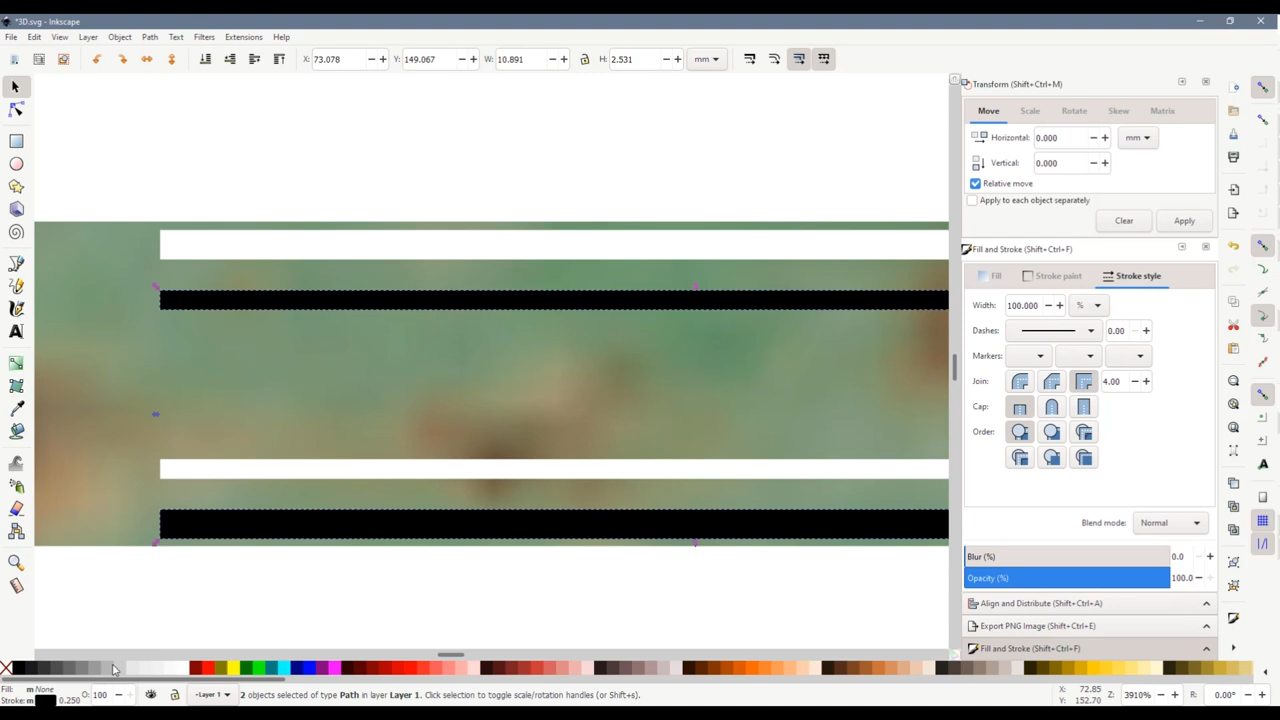 *3D.svg - Inkscape
File Edit View Layer Object Path Text Filters Extensions Help
X: 73.078 Y: 149.067 W: 10.891 H: 2.531 mm
Transform (Shift+Ctrl+M)
Move Scale Rotate Skew Matrix
Horizontal: 0.000 mm
Vertical: 0.000
Relative move
Apply to each object separately
Clear Apply
Fill and Stroke (Shift+Ctrl+F)
Fill Stroke paint Stroke style
Width: 100.000 %
Dashes: 0.00
Markers:
Join: 4.00
Cap:
Order:
Blend mode: Normal
Blur (%) 0.0
Opacity (%) 100.0
Align and Distribute (Shift+Ctrl+A)
Export PNG Image (Shift+Ctrl+E)
Fill and Stroke (Shift+Ctrl+F)
Fill: m None
Stroke: m 0.250
O: 100
Layer 1
2 objects selected of type Path in layer Layer 1. Click selection to toggle scale/rotation handles (or Shift+s).
X: 72.85
Y: 152.70
Z: 3910%
R: 0.00°